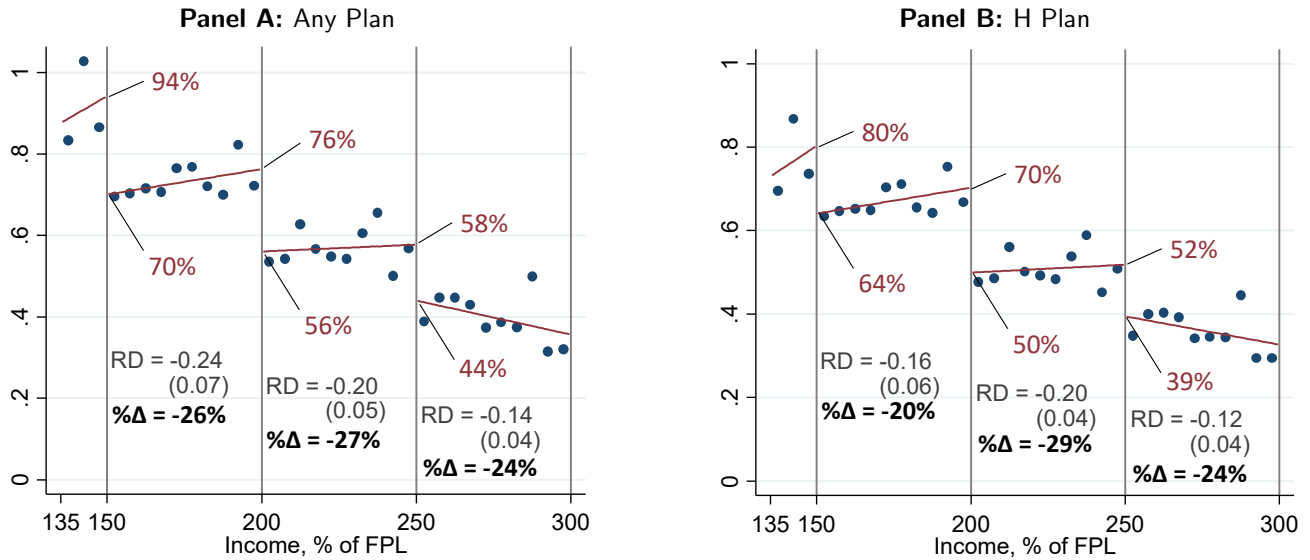 Panel A: Any Plan
1
.8
.6
.4
.2
0
94%
76%
70%
58%
56%
44%
RD = -0.24
(0.07)
%Δ = -26%
RD = -0.20
(0.05)
%Δ = -27%
RD = -0.14
(0.04)
%Δ = -24%
135 150 200 250 300
Income, % of FPL
Panel B: H Plan
1
.8
.6
.4
.2
0
80%
70%
64%
52%
50%
39%
RD = -0.16
(0.06)
%Δ = -20%
RD = -0.20
(0.04)
%Δ = -29%
RD = -0.12
(0.04)
%Δ = -24%
135 150 200 250 300
Income, % of FPL